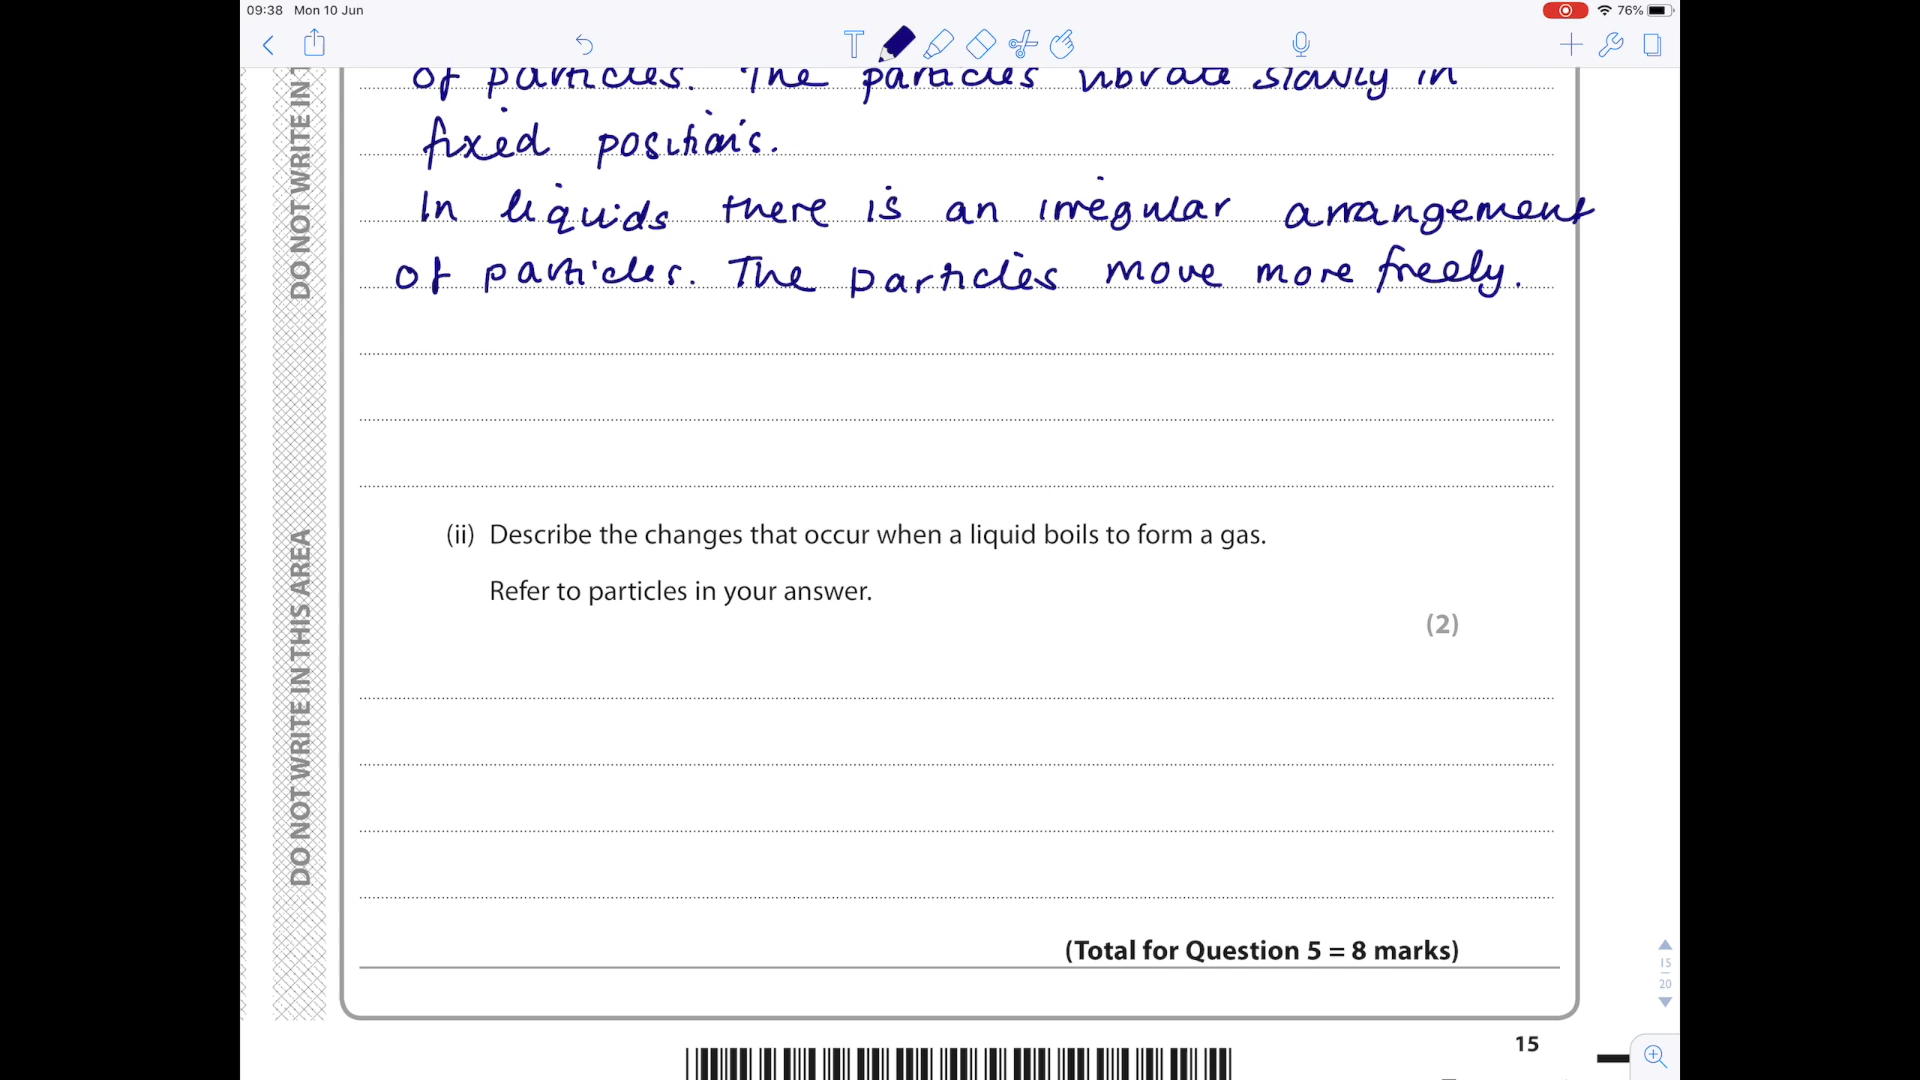 09:38 Mon 10 Jun
76%
of particles. The particles vibrate slowly in
fixed positions.
In liquids there is an irregular arrangement
of particles. The particles move more freely.
(ii) Describe the changes that occur when a liquid boils to form a gas.
Refer to particles in your answer.
(2)
(Total for Question 5 = 8 marks)
15
DO NOT WRITE IN T
DO NOT WRITE IN THIS AREA
15
20